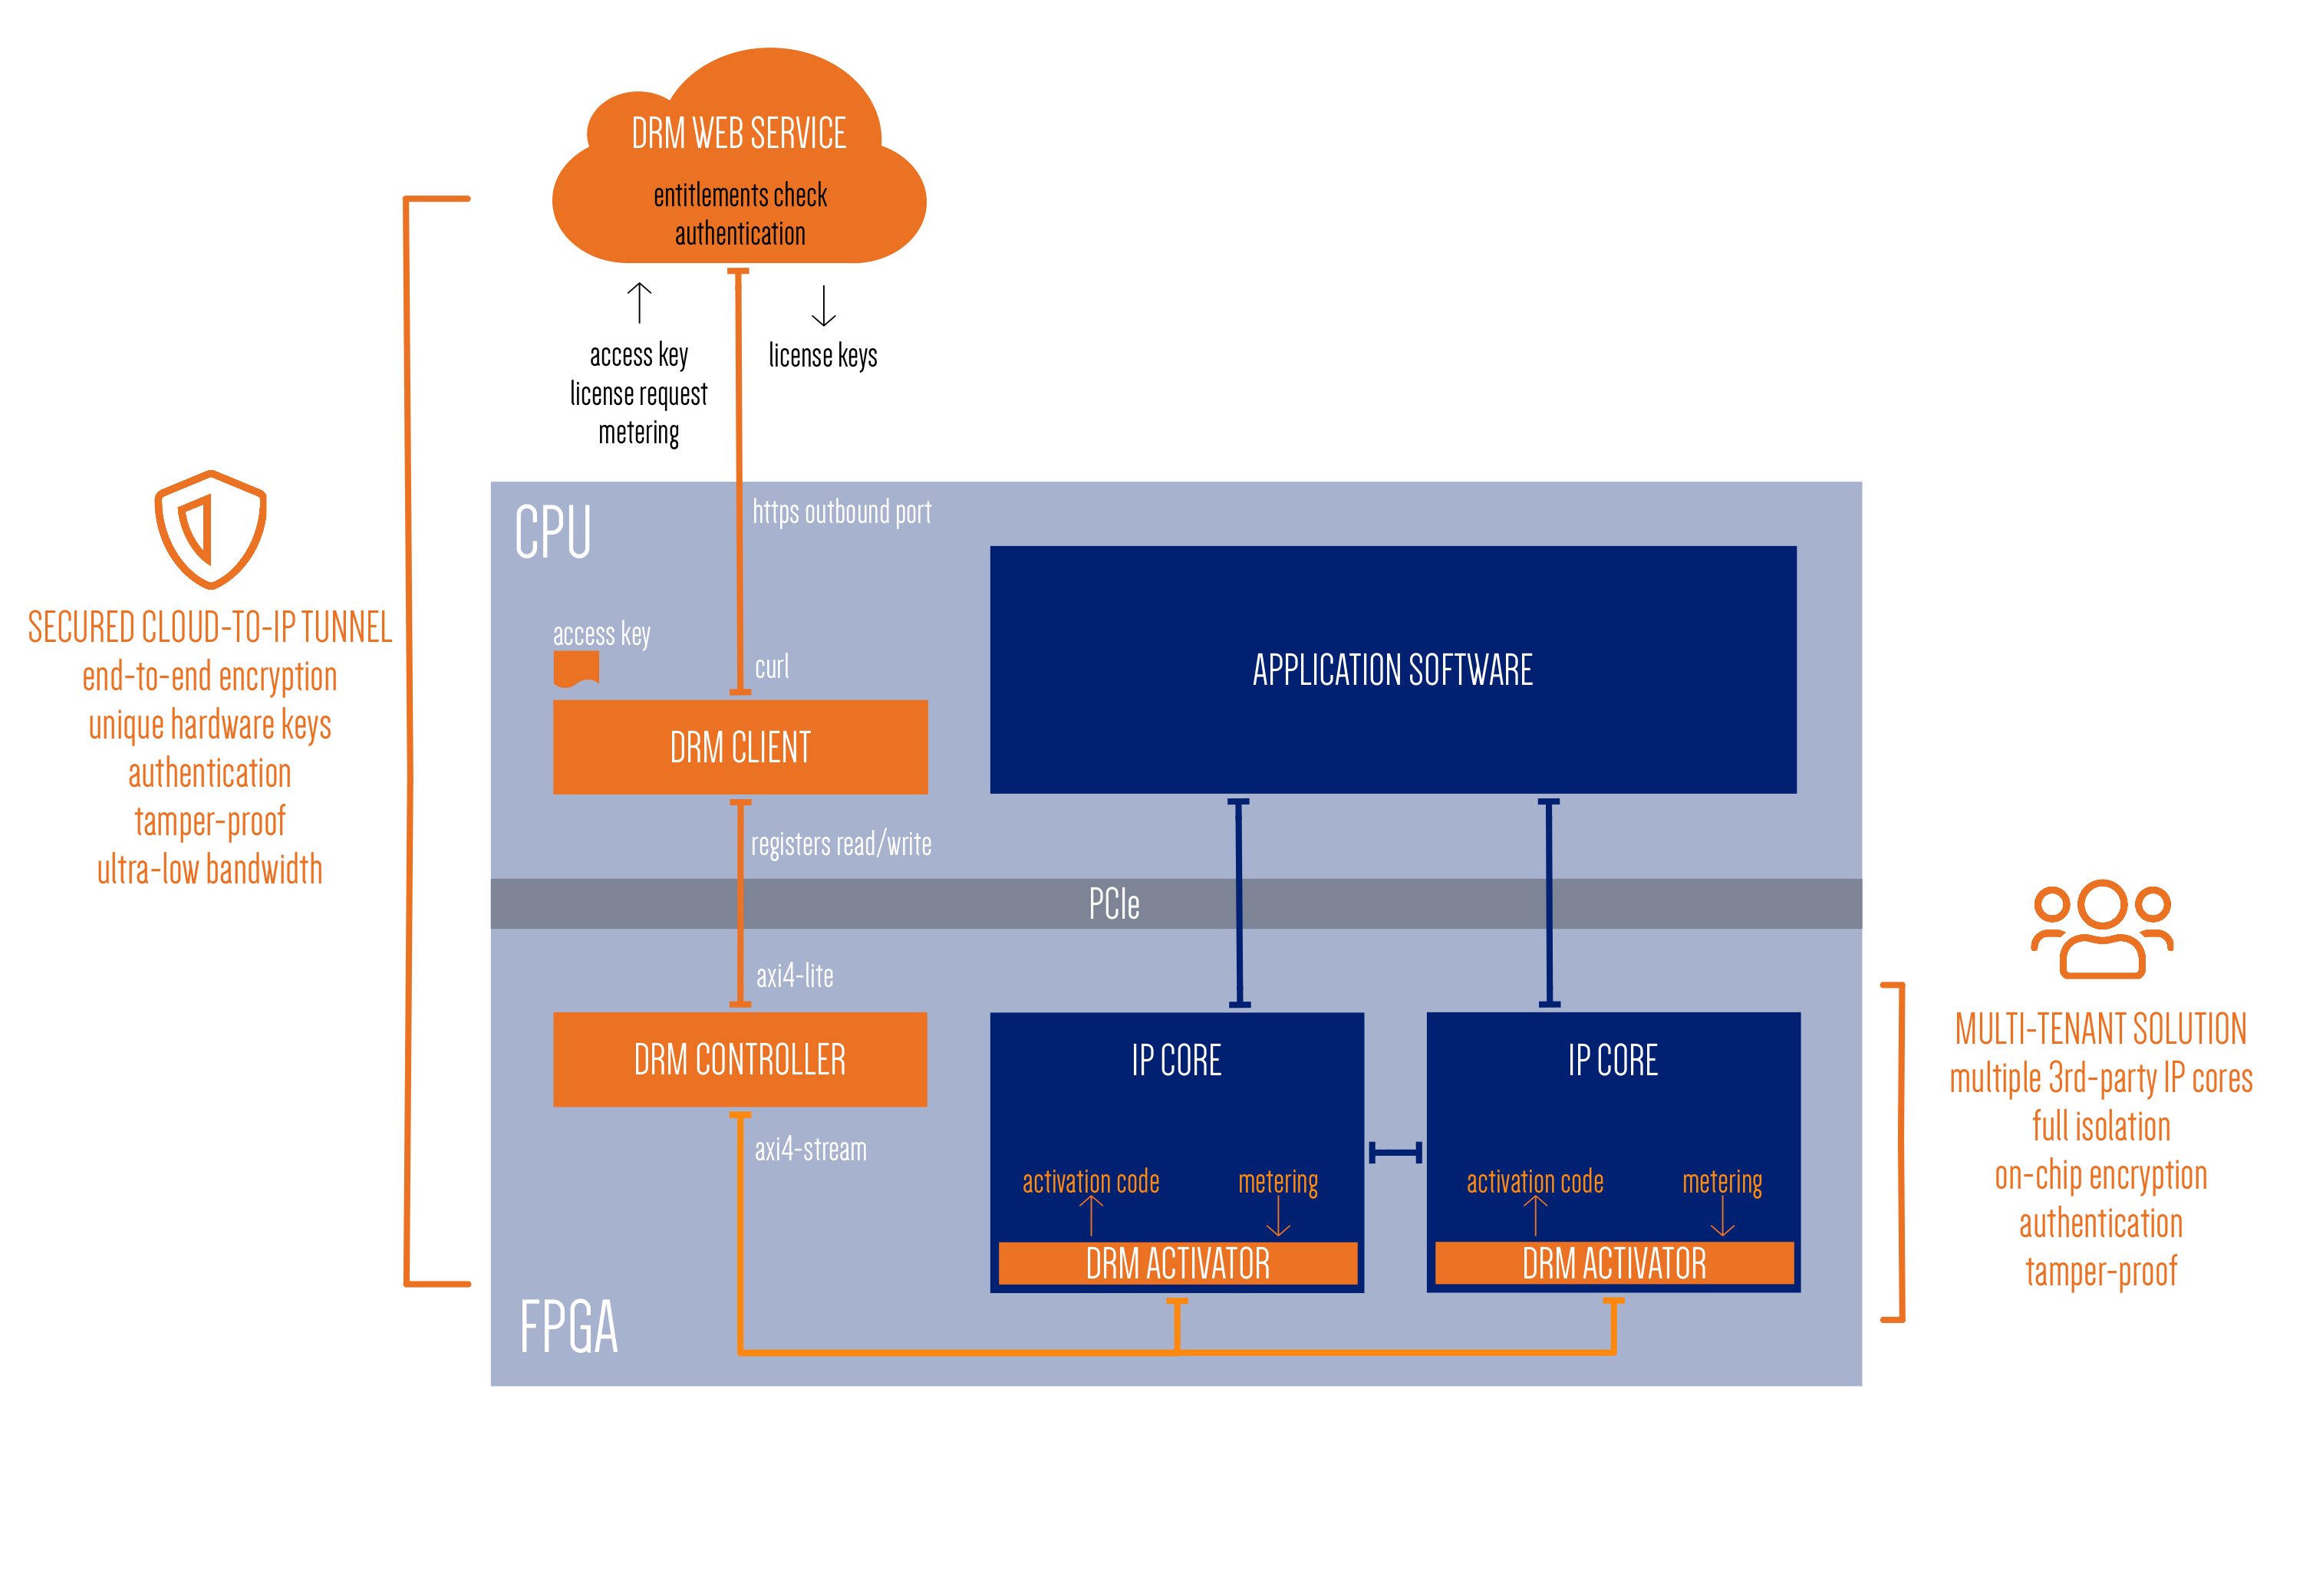 DRM WEB SERVICE
entitlements check
authentication
access key
license request
metering
license keys
CPU
https outbound port
access key
curl
DRM CLIENT
APPLICATION SOFTWARE
registers read/write
PCIe
axi4-lite
DRM CONTROLLER
axi4-stream
IP CORE
activation code
metering
DRM ACTIVATOR
IP CORE
activation code
metering
DRM ACTIVATOR
FPGA
SECURED CLOUD-TO-IP TUNNEL
end-to-end encryption
unique hardware keys
authentication
tamper-proof
ultra-low bandwidth
MULTI-TENANT SOLUTION
multiple 3rd-party IP cores
full isolation
on-chip encryption
authentication
tamper-proof